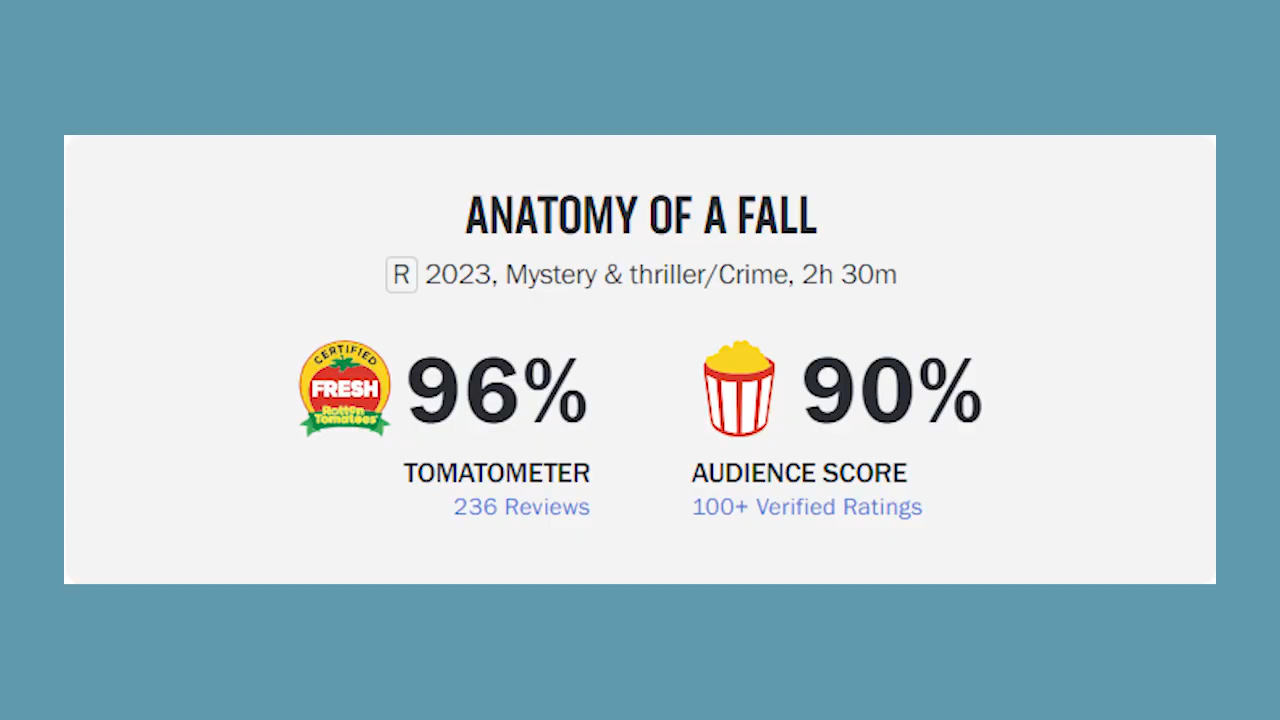 ANATOMY OF A FALL
R 2023, Mystery & thriller/Crime, 2h 30m
CERTIFIED
FRESH
Rotten
Tomatoes
96%
90%
TOMATOMETER
AUDIENCE SCORE
236 Reviews
100+ Verified Ratings